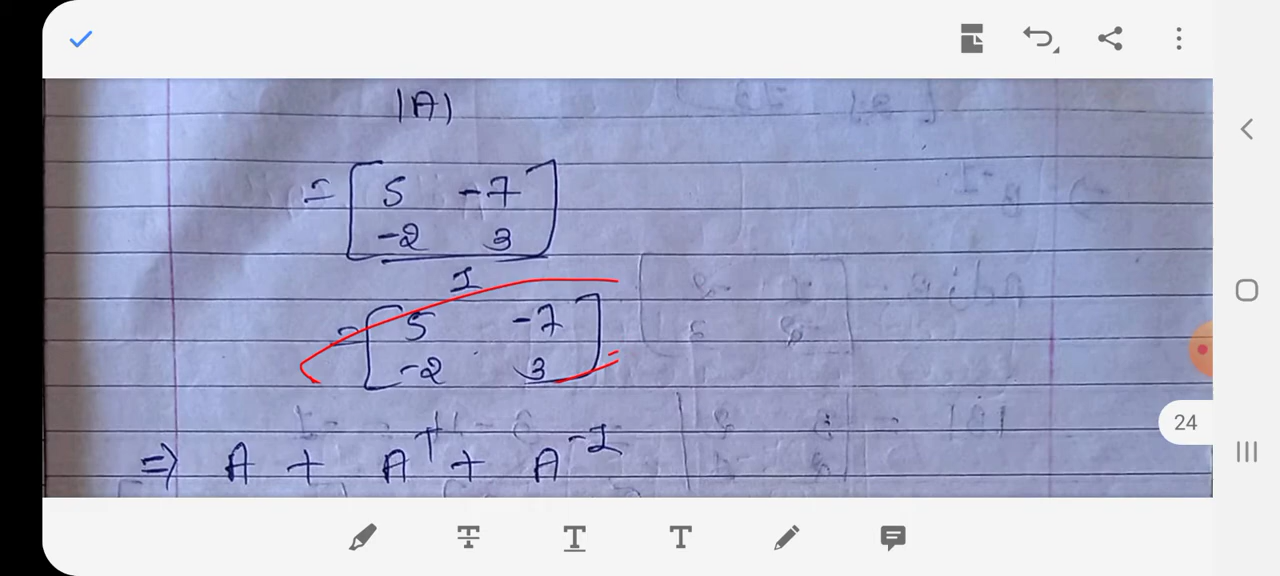 |A|
= [ 5 -7
-2 3 ]
1
= [ 5 -7
-2 3 ]
24
=> A + A^T + A^-1
T T T